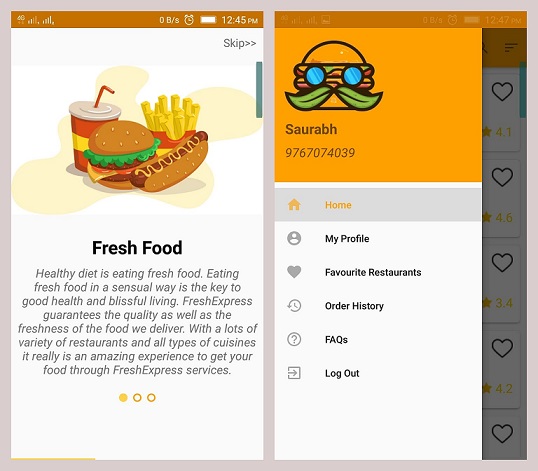 4G 0 B/s 12:45 PM
Skip>>
Fresh Food
Healthy diet is eating fresh food. Eating
fresh food in a sensual way is the key to
good health and blissful living. FreshExpress
guarantees the quality as well as the
freshness of the food we deliver. With a lots of
variety of restaurants and all types of cuisines
it really is an amazing experience to get your
food through FreshExpress services.
4G 0 B/s 12:47 PM
Saurabh
9767074039
Home
My Profile
Favourite Restaurants
Order History
FAQs
Log Out
4.1
4.6
3.4
4.2